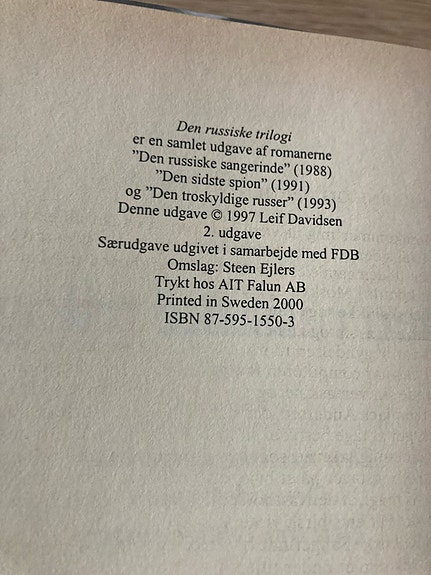 Den russiske trilogi
er en samlet udgave af romanerne
"Den russiske sangerinde" (1988)
"Den sidste spion" (1991)
og "Den troskyldige russer" (1993)
Denne udgave © 1997 Leif Davidsen
2. udgave
Særudgave udgivet i samarbejde med FDB
Omslag: Steen Ejlers
Trykt hos AIT Falun AB
Printed in Sweden 2000
ISBN 87-595-1550-3